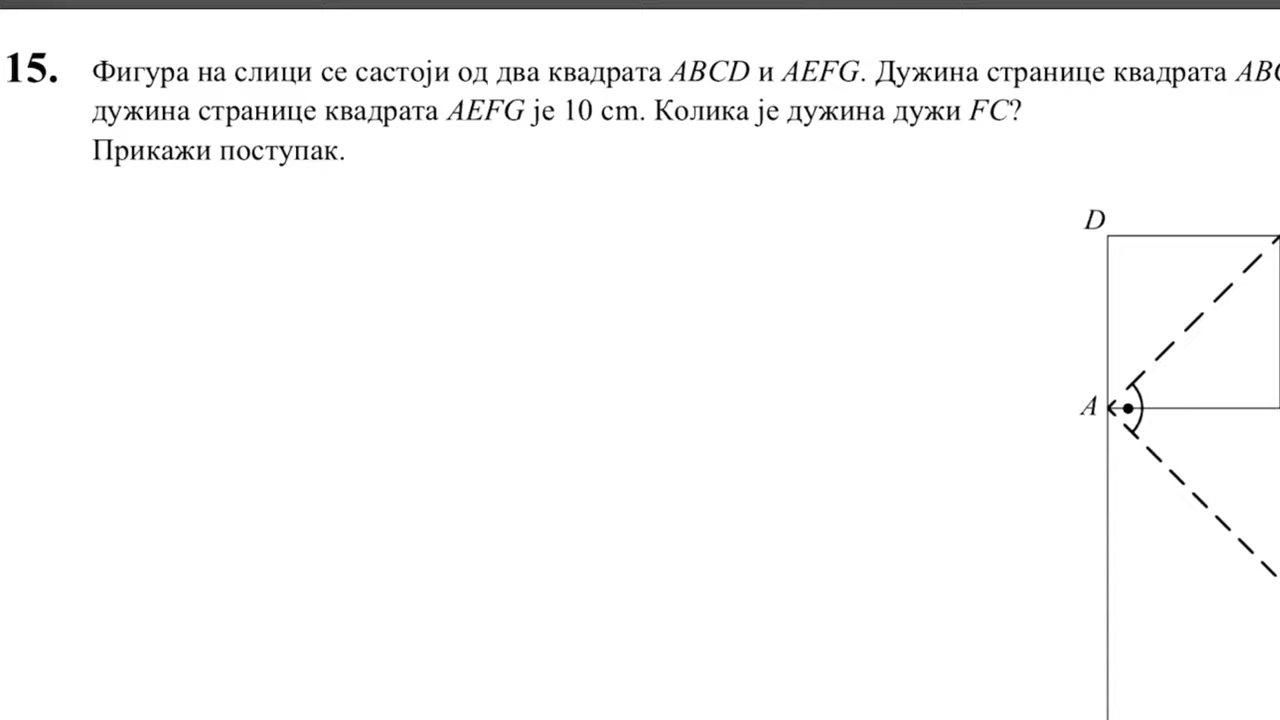 15. Фигура на слици се састоји од два квадрата ABCD и AEFG. Дужина странице квадрата
дужина странице квадрата AEFG је 10 cm. Колика је дужина дужи FC?
Прикажи поступак.
D
A